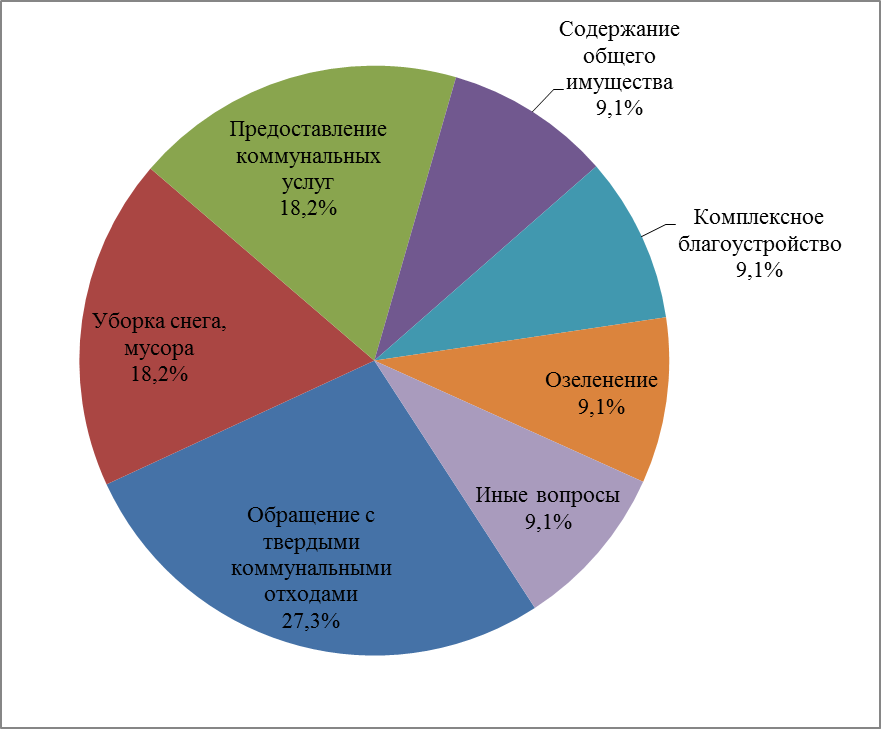 Содержание
общего
имущества
9,1%
Предоставление
коммунальных
услуг
18,2%
Комплексное
благоустройство
9,1%
Уборка снега,
мусора
18,2%
Озеленение
9,1%
Иные вопросы
9,1%
Обращение с
твердыми
коммунальными
отходами
27,3%